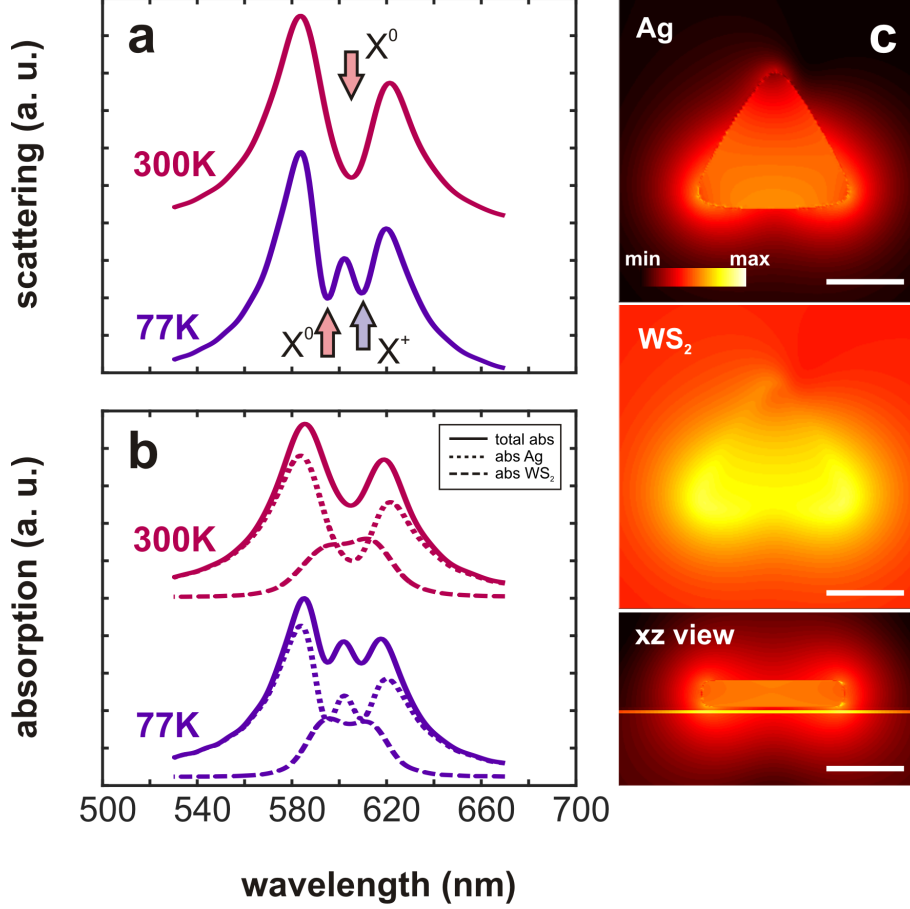 scattering (a. u.)
a
X⁰
300K
77K
X⁰
X⁺
absorption (a. u.)
b
total abs
abs Ag
abs WS₂
300K
77K
500 540 580 620 660 700
wavelength (nm)
Ag
c
min max
WS₂
xz view